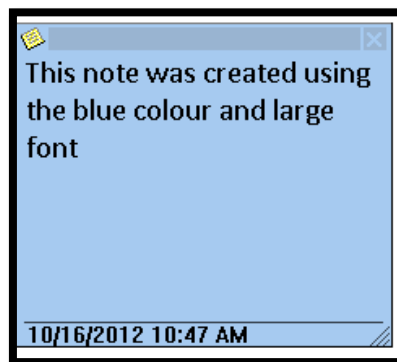 This note was created using
the blue colour and large
font
10/16/2012 10:47 AM